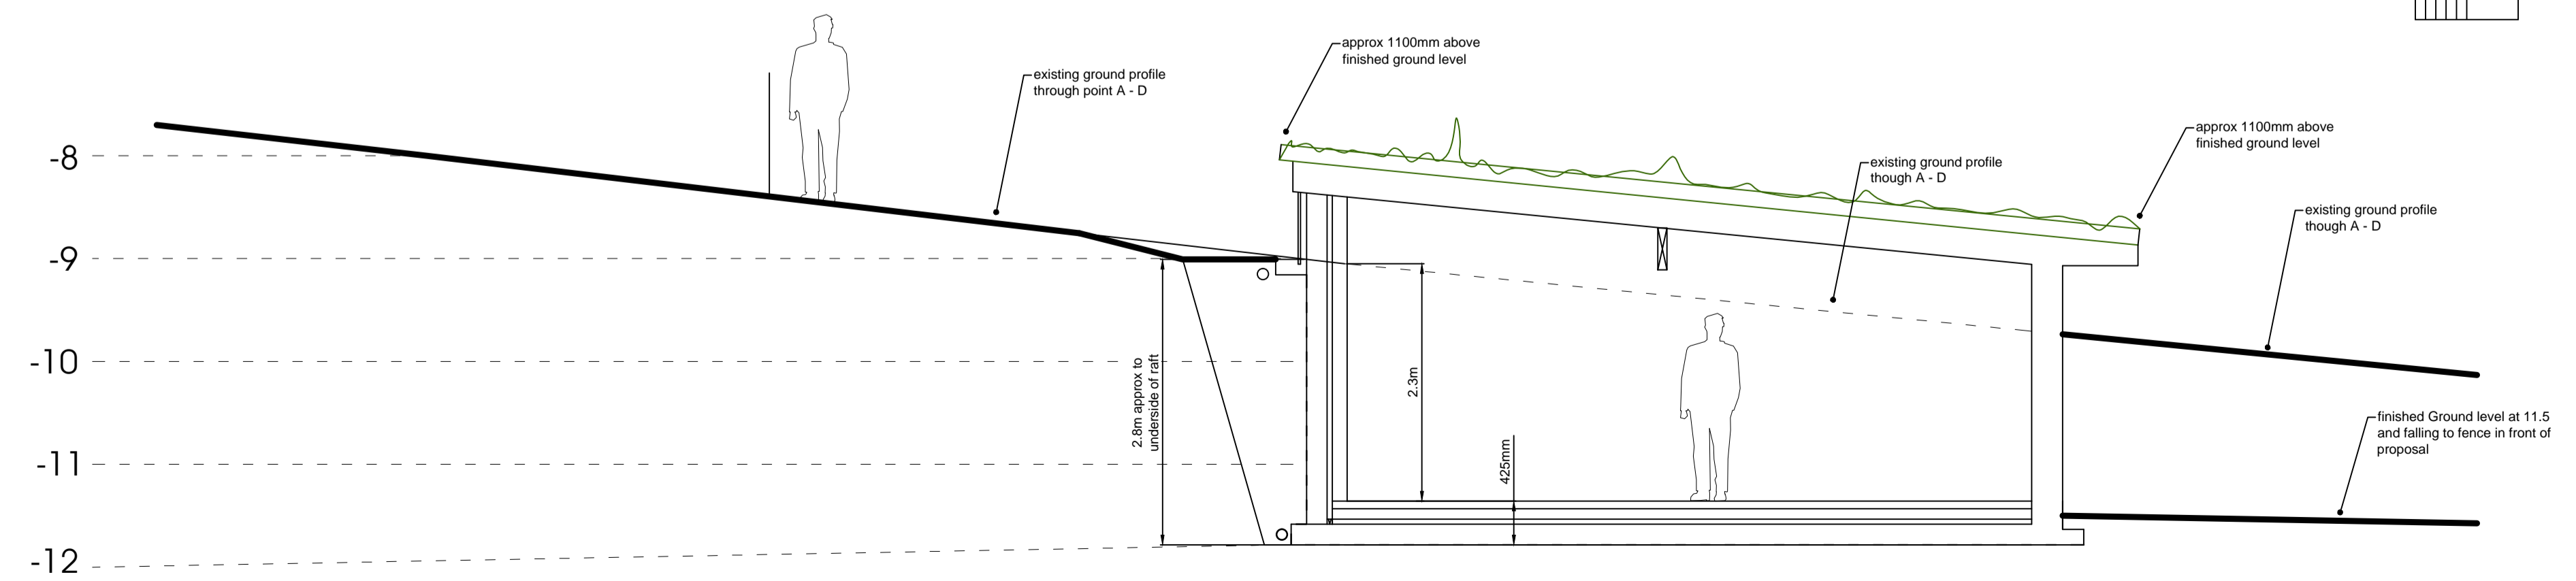 approx 1100mm above
finished ground level
existing ground profile
through point A - D
approx 1100mm above
finished ground level
existing ground profile
though A - D
existing ground profile
though A - D
-8
-9
-10
-11
-12
2.8m approx to
underside of raft
2.3m
425mm
finished Ground level at 11.5
and falling to fence in front of
proposal